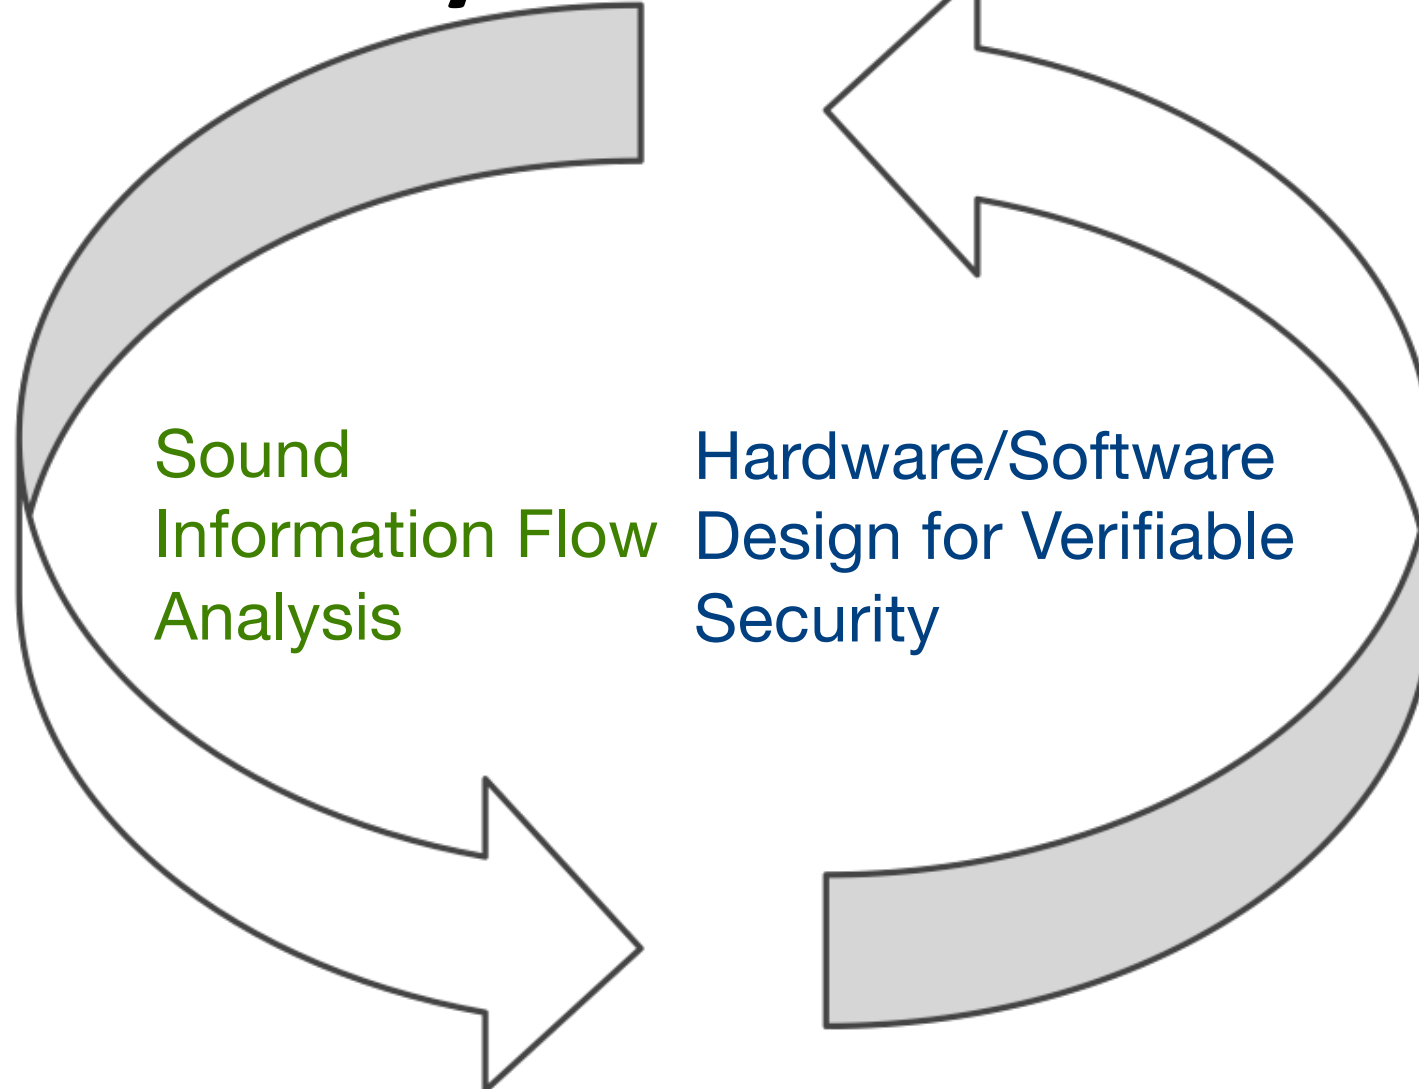 Sound
Information Flow
Analysis
Hardware/Software
Design for Verifiable
Security